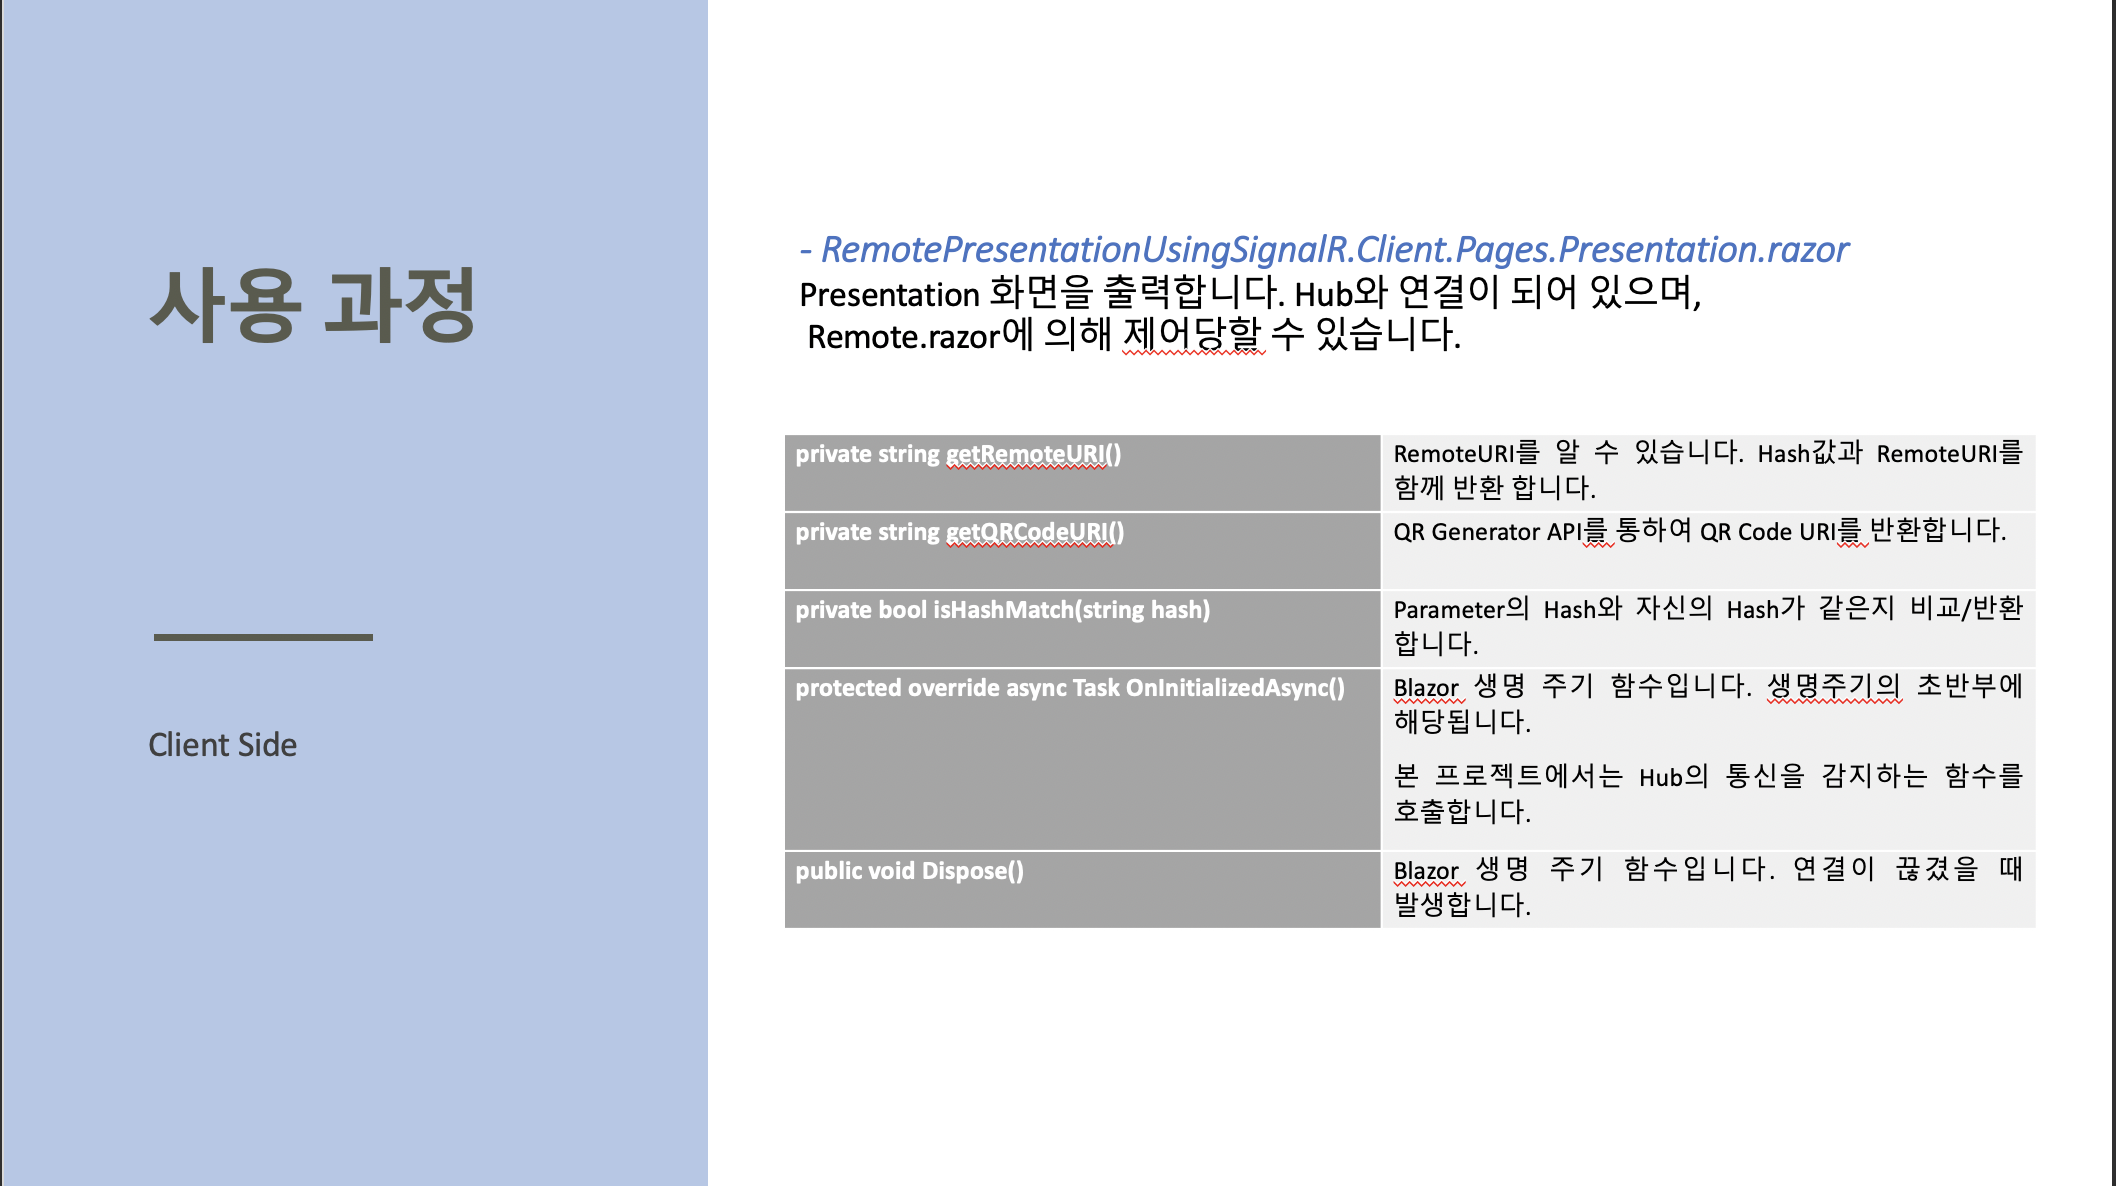 사용 과정
Client Side
- RemotePresentationUsingSignalR.Client.Pages.Presentation.razor
Presentation 화면을 출력합니다. Hub와 연결이 되어 있으며,
Remote.razor에 의해 제어당할 수 있습니다.
private string getRemoteURI()
RemoteURI를 알 수 있습니다. Hash값과 RemoteURI를
함께 반환 합니다.
private string getQRCodeURI()
QR Generator API를 통하여 QR Code URI를 반환합니다.
private bool isHashMatch(string hash)
Parameter의 Hash와 자신의 Hash가 같은지 비교/반환
합니다.
protected override async Task OnInitializedAsync()
Blazor 생명 주기 함수입니다. 생명주기의 초반부에
해당됩니다.
본 프로젝트에서는 Hub의 통신을 감지하는 함수를
호출합니다.
public void Dispose()
Blazor 생명 주기 함수입니다. 연결이 끊겼을 때
발생합니다.